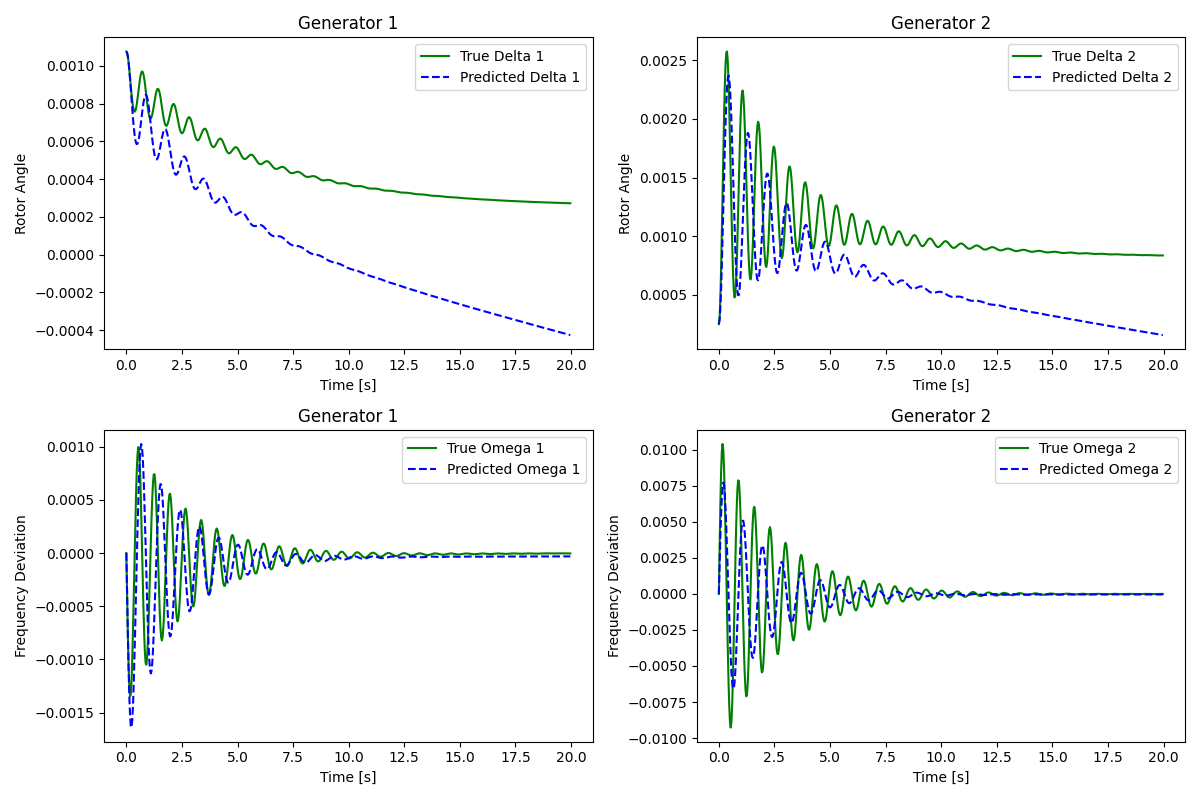 Generator 1
True Delta 1
Predicted Delta 1
0.0010
0.0008
0.0006
0.0004
0.0002
0.0000
−0.0002
−0.0004
Rotor Angle
0.0 2.5 5.0 7.5 10.0 12.5 15.0 17.5 20.0
Time [s]
Generator 2
True Delta 2
Predicted Delta 2
0.0025
0.0020
0.0015
0.0010
0.0005
Rotor Angle
0.0 2.5 5.0 7.5 10.0 12.5 15.0 17.5 20.0
Time [s]
Generator 1
True Omega 1
Predicted Omega 1
0.0010
0.0005
0.0000
−0.0005
−0.0010
−0.0015
Frequency Deviation
0.0 2.5 5.0 7.5 10.0 12.5 15.0 17.5 20.0
Time [s]
Generator 2
True Omega 2
Predicted Omega 2
0.0100
0.0075
0.0050
0.0025
0.0000
−0.0025
−0.0050
−0.0075
−0.0100
Frequency Deviation
0.0 2.5 5.0 7.5 10.0 12.5 15.0 17.5 20.0
Time [s]